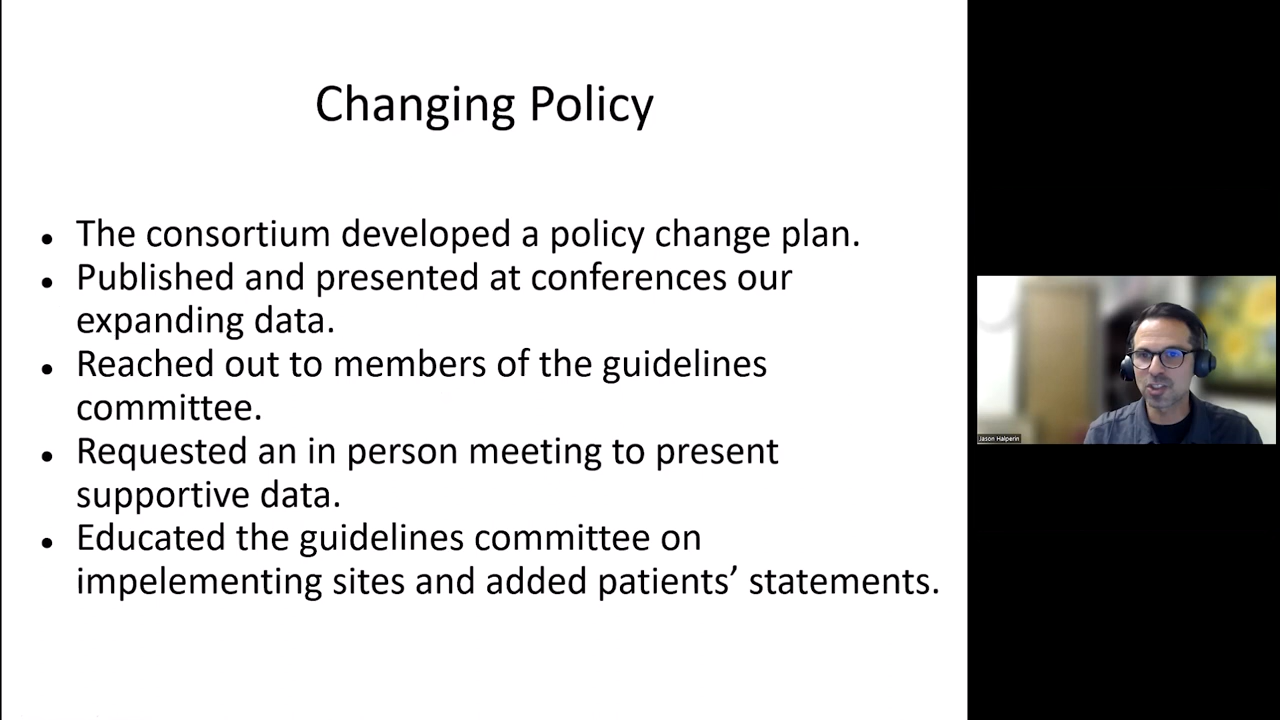 Changing Policy
• The consortium developed a policy change plan.
• Published and presented at conferences our
expanding data.
• Reached out to members of the guidelines
committee.
• Requested an in person meeting to present
supportive data.
• Educated the guidelines committee on
impelementing sites and added patients’ statements.
Jason Halperin